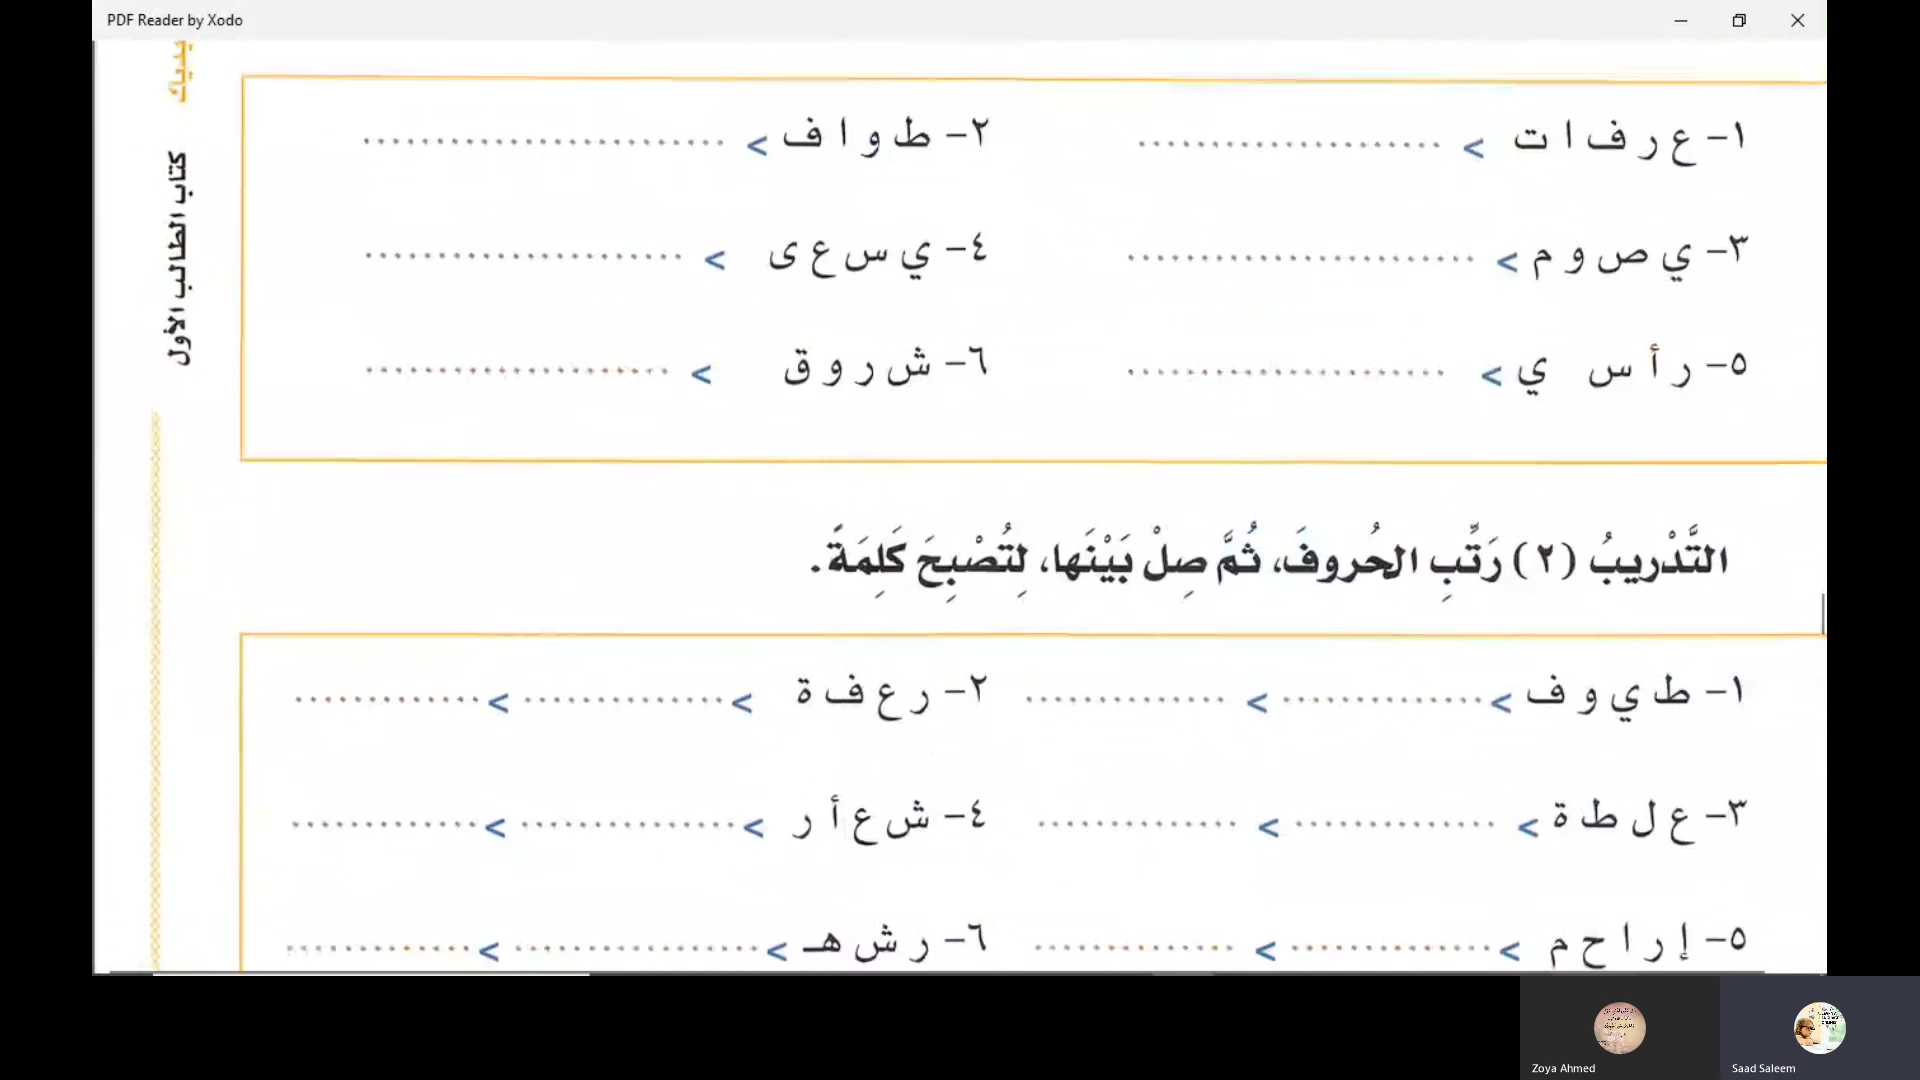 PDF Reader by Xodo
كتاب الطالب الأول
١- ع ر ف ا ت > .....................
٢- ط و ا ف > .........................
٣- ي ص و م > ........................
٤- ي س ع ى > ......................
٥- ر أ س ي > ......................
٦- ش ر و ق > .....................
التَّدْرِيبُ (٢) رَتِّبِ الحُروفَ، ثُمَّ صِلْ بَيْنَها، لِتُصْبِحَ كَلِمَةً.
١- ط ي و ف > .............. > ..............
٢- ر ع ف ة > .............. > .............
٣- ع ل ط ة > .............. > ..............
٤- ش ع أ ر > ............... > .............
٥- إ ر ا ح م > .............. > ..............
٦- ر ش هـ > ................. > .............
Zoya Ahmed
Saad Saleem